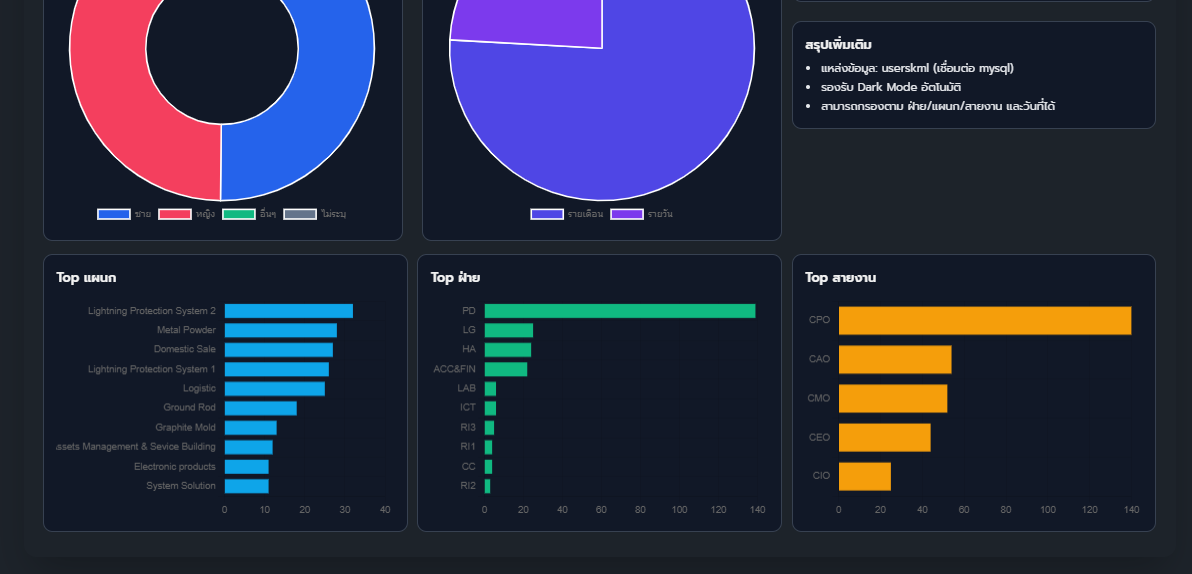 สรุปเพิ่มเติม
แหล่งข้อมูล: userskml (เชื่อมต่อ mysql)
รองรับ Dark Mode อัตโนมัติ
สามารถกรองตาม ฝ่าย/แผนก/สายงาน และวันที่ได้
ชาย หญิง อื่นๆ ไม่ระบุ
รายเดือน รายวัน
Top แผนก
Lightning Protection System 2
Metal Powder
Domestic Sale
Lightning Protection System 1
Logistic
Ground Rod
Graphite Mold
ssets Management & Sevice Building
Electronic products
System Solution
0 10 20 30 40
Top ฝ่าย
PD
LG
HA
ACC&FIN
LAB
ICT
RI3
RI1
CC
RI2
0 20 40 60 80 100 120 140
Top สายงาน
CPO
CAO
CMO
CEO
CIO
0 20 40 60 80 100 120 140